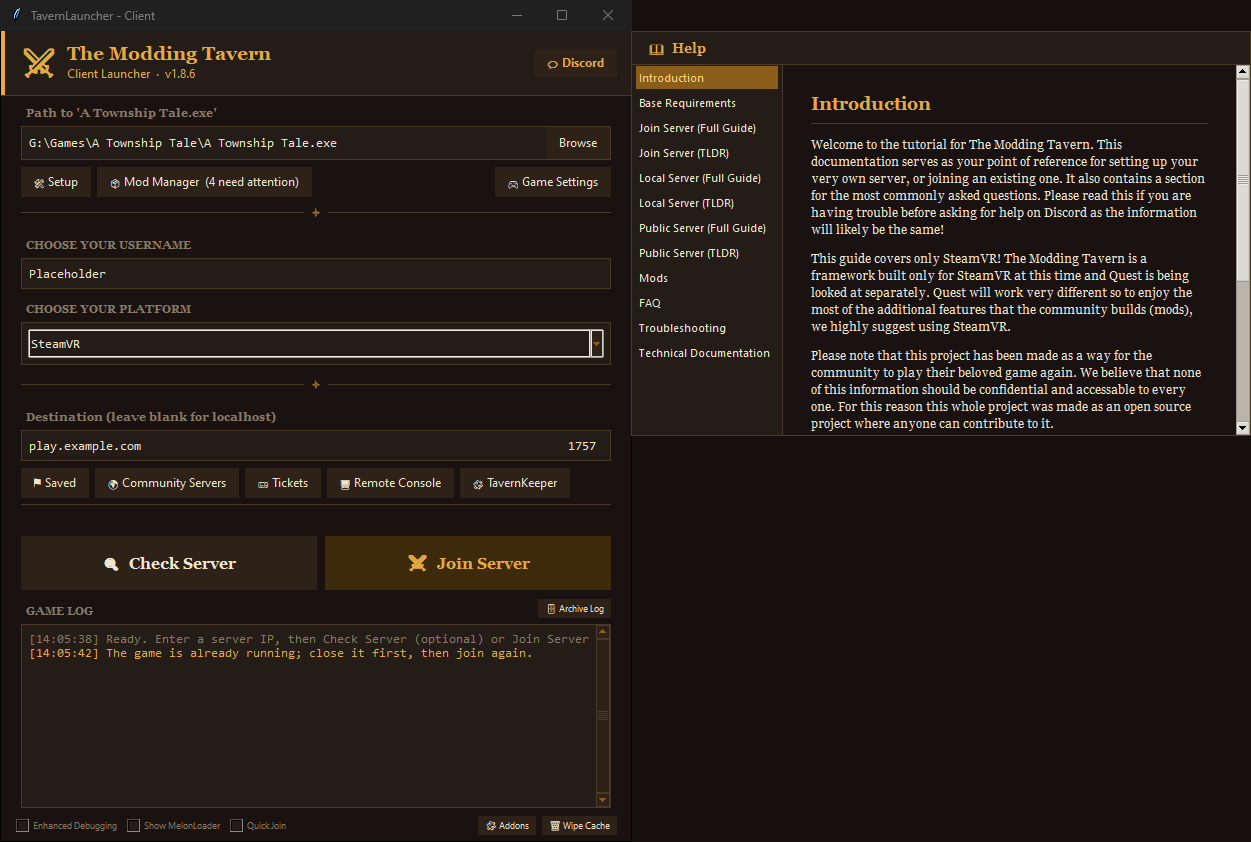 TavernLauncher - Client
The Modding Tavern
Client Launcher · v1.8.6
Discord
Path to 'A Township Tale.exe'
G:\Games\A Township Tale\A Township Tale.exe
Browse
Setup
Mod Manager (4 need attention)
Game Settings
CHOOSE YOUR USERNAME
Placeholder
CHOOSE YOUR PLATFORM
SteamVR
Destination (leave blank for localhost)
play.example.com
1757
Saved
Community Servers
Tickets
Remote Console
TavernKeeper
Check Server
Join Server
GAME LOG
Archive Log
[14:05:38] Ready. Enter a server IP, then Check Server (optional) or Join Server
[14:05:42] The game is already running; close it first, then join again.
Enhanced Debugging
Show MelonLoader
Quick Join
Addons
Wipe Cache
Help
Introduction
Base Requirements
Join Server (Full Guide)
Join Server (TLDR)
Local Server (Full Guide)
Local Server (TLDR)
Public Server (Full Guide)
Public Server (TLDR)
Mods
FAQ
Troubleshooting
Technical Documentation
Introduction
Welcome to the tutorial for The Modding Tavern. This
documentation serves as your point of reference for setting up your
very own server, or joining an existing one. It also contains a section
for the most commonly asked questions. Please read this if you are
having trouble before asking for help on Discord as the information
will likely be the same!
This guide covers only SteamVR! The Modding Tavern is a
framework built only for SteamVR at this time and Quest is being
looked at separately. Quest will work very different so to enjoy the
most of the additional features that the community builds (mods),
we highly suggest using SteamVR.
Please note that this project has been made as a way for the
community to play their beloved game again. We believe that none
of this information should be confidential and accessable to every
one. For this reason this whole project was made as an open source
project where anyone can contribute to it.